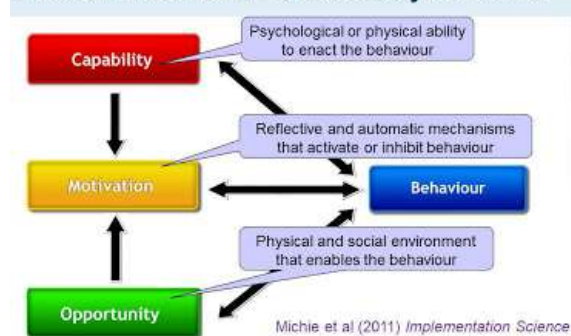 Psychological or physical ability
to enact the behaviour
Capability
Reflective and automatic mechanisms
that activate or inhibit behaviour
Motivation
Behaviour
Physical and social environment
that enables the behaviour
Opportunity
Michie et al (2011) Implementation Science